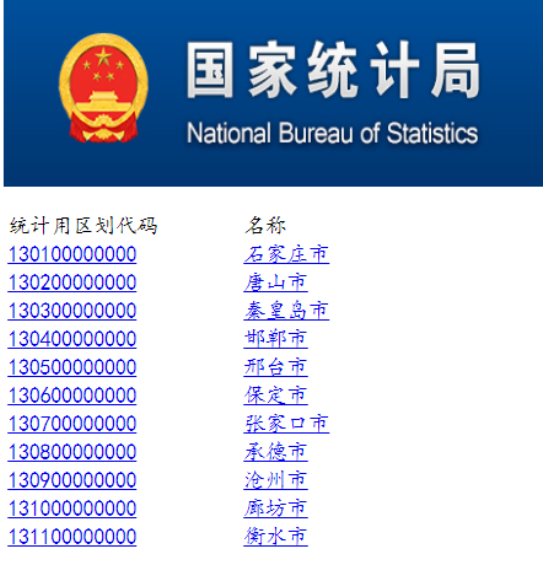 国家统计局
National Bureau of Statistics
统计用区划代码 名称
130100000000 石家庄市
130200000000 唐山市
130300000000 秦皇岛市
130400000000 邯郸市
130500000000 邢台市
130600000000 保定市
130700000000 张家口市
130800000000 承德市
130900000000 沧州市
131000000000 廊坊市
131100000000 衡水市